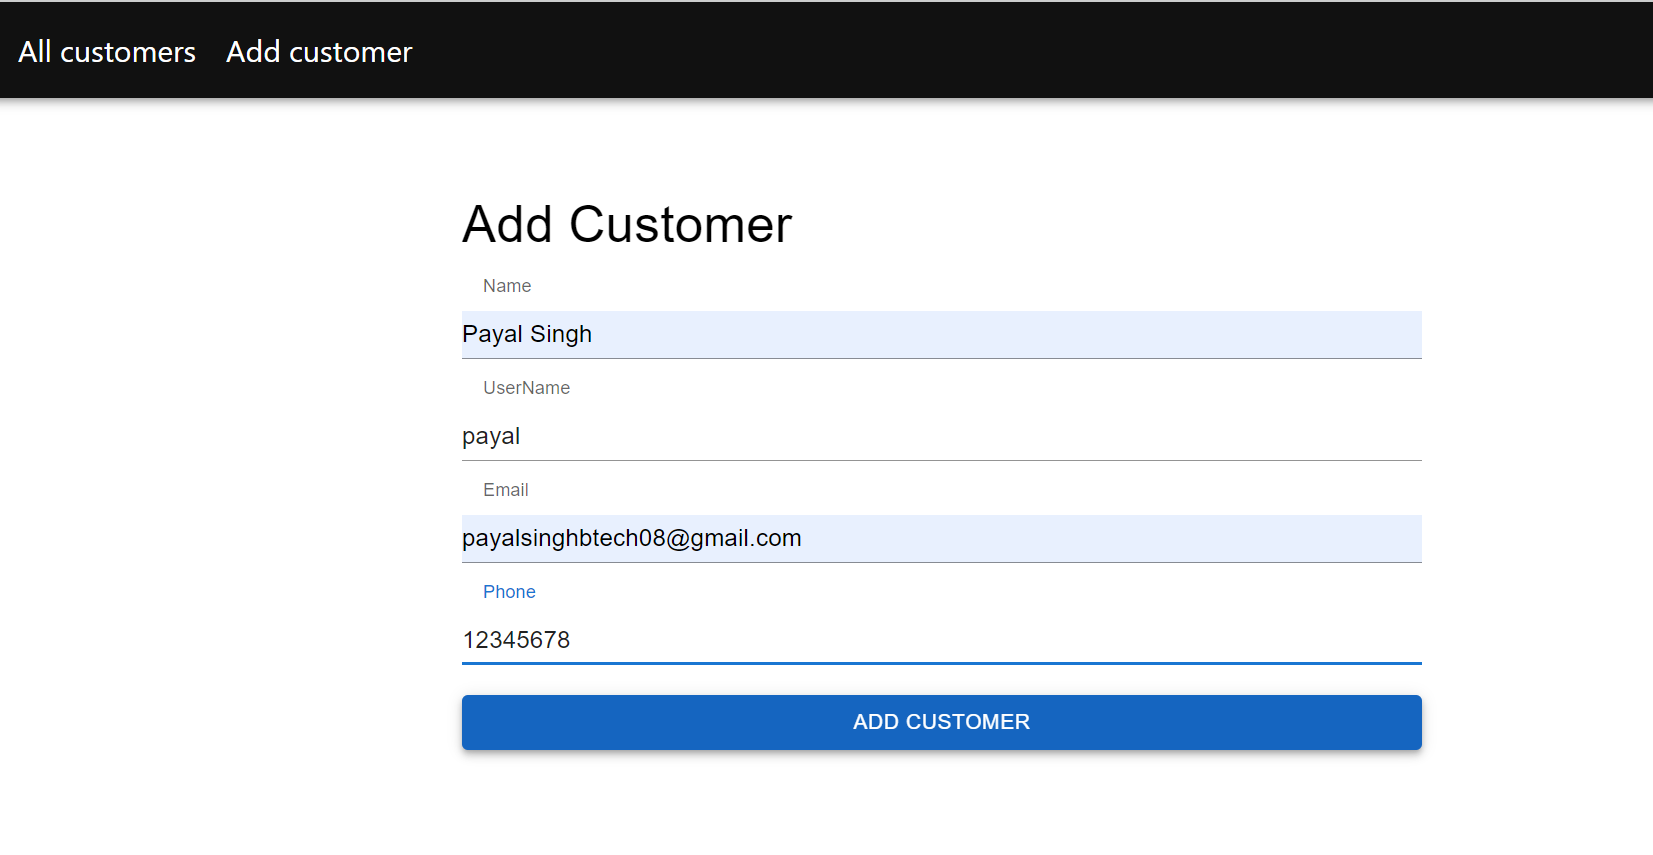 All customers Add customer
Add Customer
Name
Payal Singh
UserName
payal
Email
payalsinghbtech08@gmail.com
Phone
12345678
ADD CUSTOMER